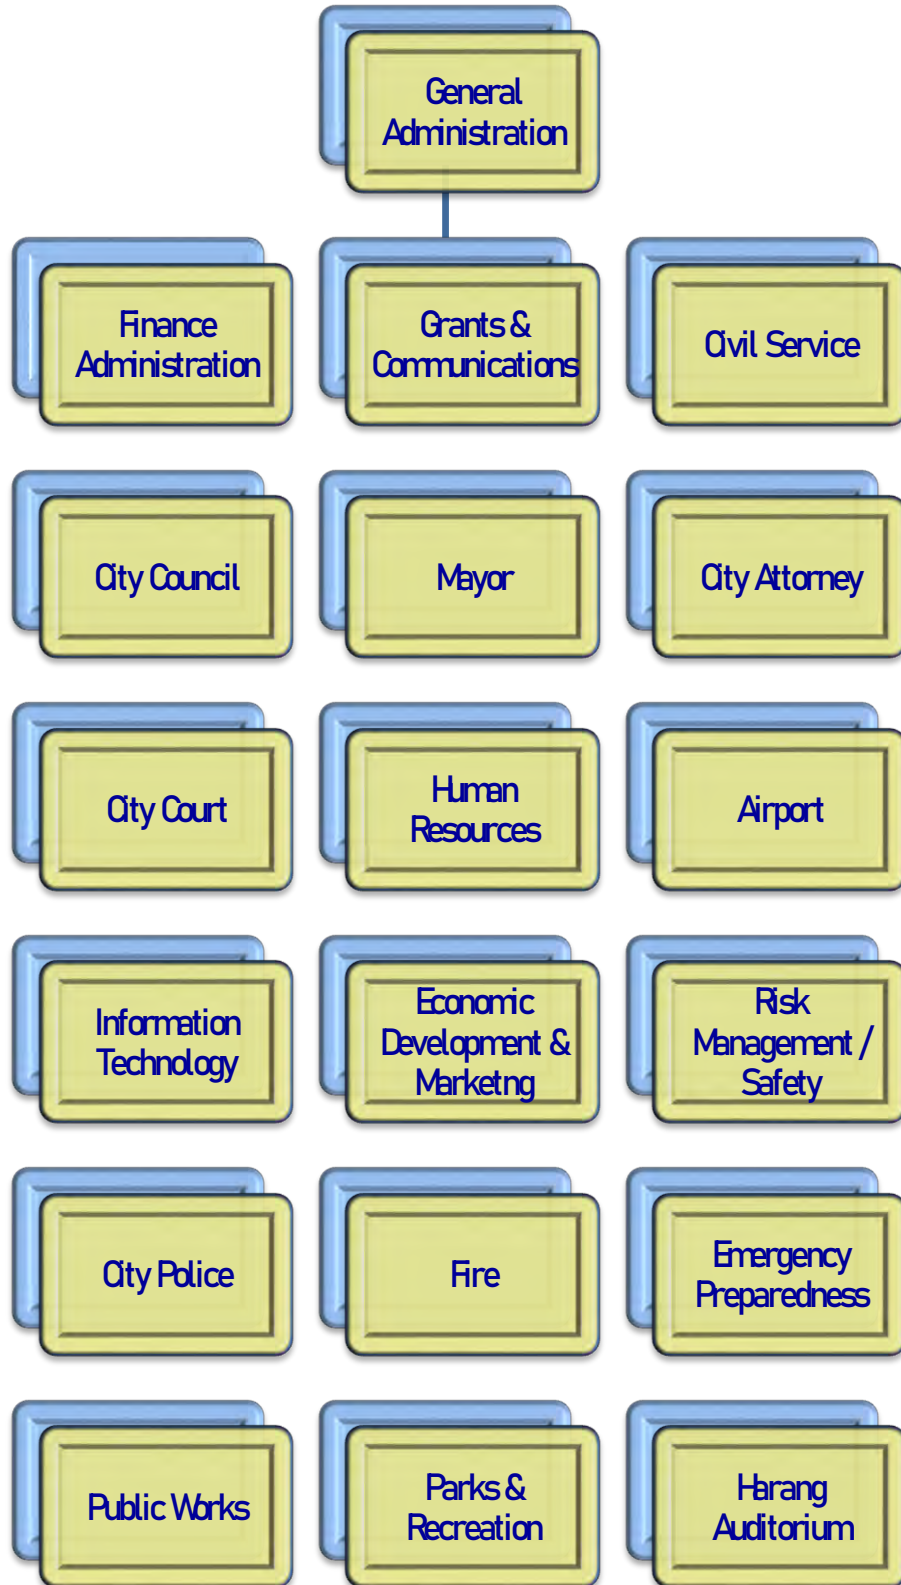 General
Administration
Finance
Administration
Grants &
Communications
Civil Service
City Council
Mayor
City Attorney
City Court
Human
Resources
Airport
Information
Technology
Economic
Development &
Marketng
Risk
Management /
Safety
City Police
Fire
Emergency
Preparedness
Public Works
Parks &
Recreation
Harang
Auditorium